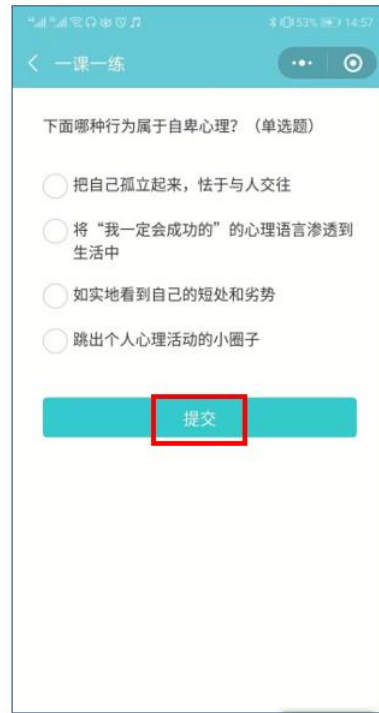 53% 14:57
一课一练
下面哪种行为属于自卑心理？（单选题）
把自己孤立起来，怯于与人交往
将“我一定会成功的”的心理语言渗透到
生活中
如实地看到自己的短处和劣势
跳出个人心理活动的小圈子
提交